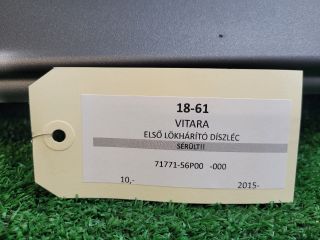 18-61
VITARA
ELSŐ LÖKHÁRÍTÓ DÍSZLÉC
SÉRÜLT!!
71771-56P00 -000
10,- 2015-